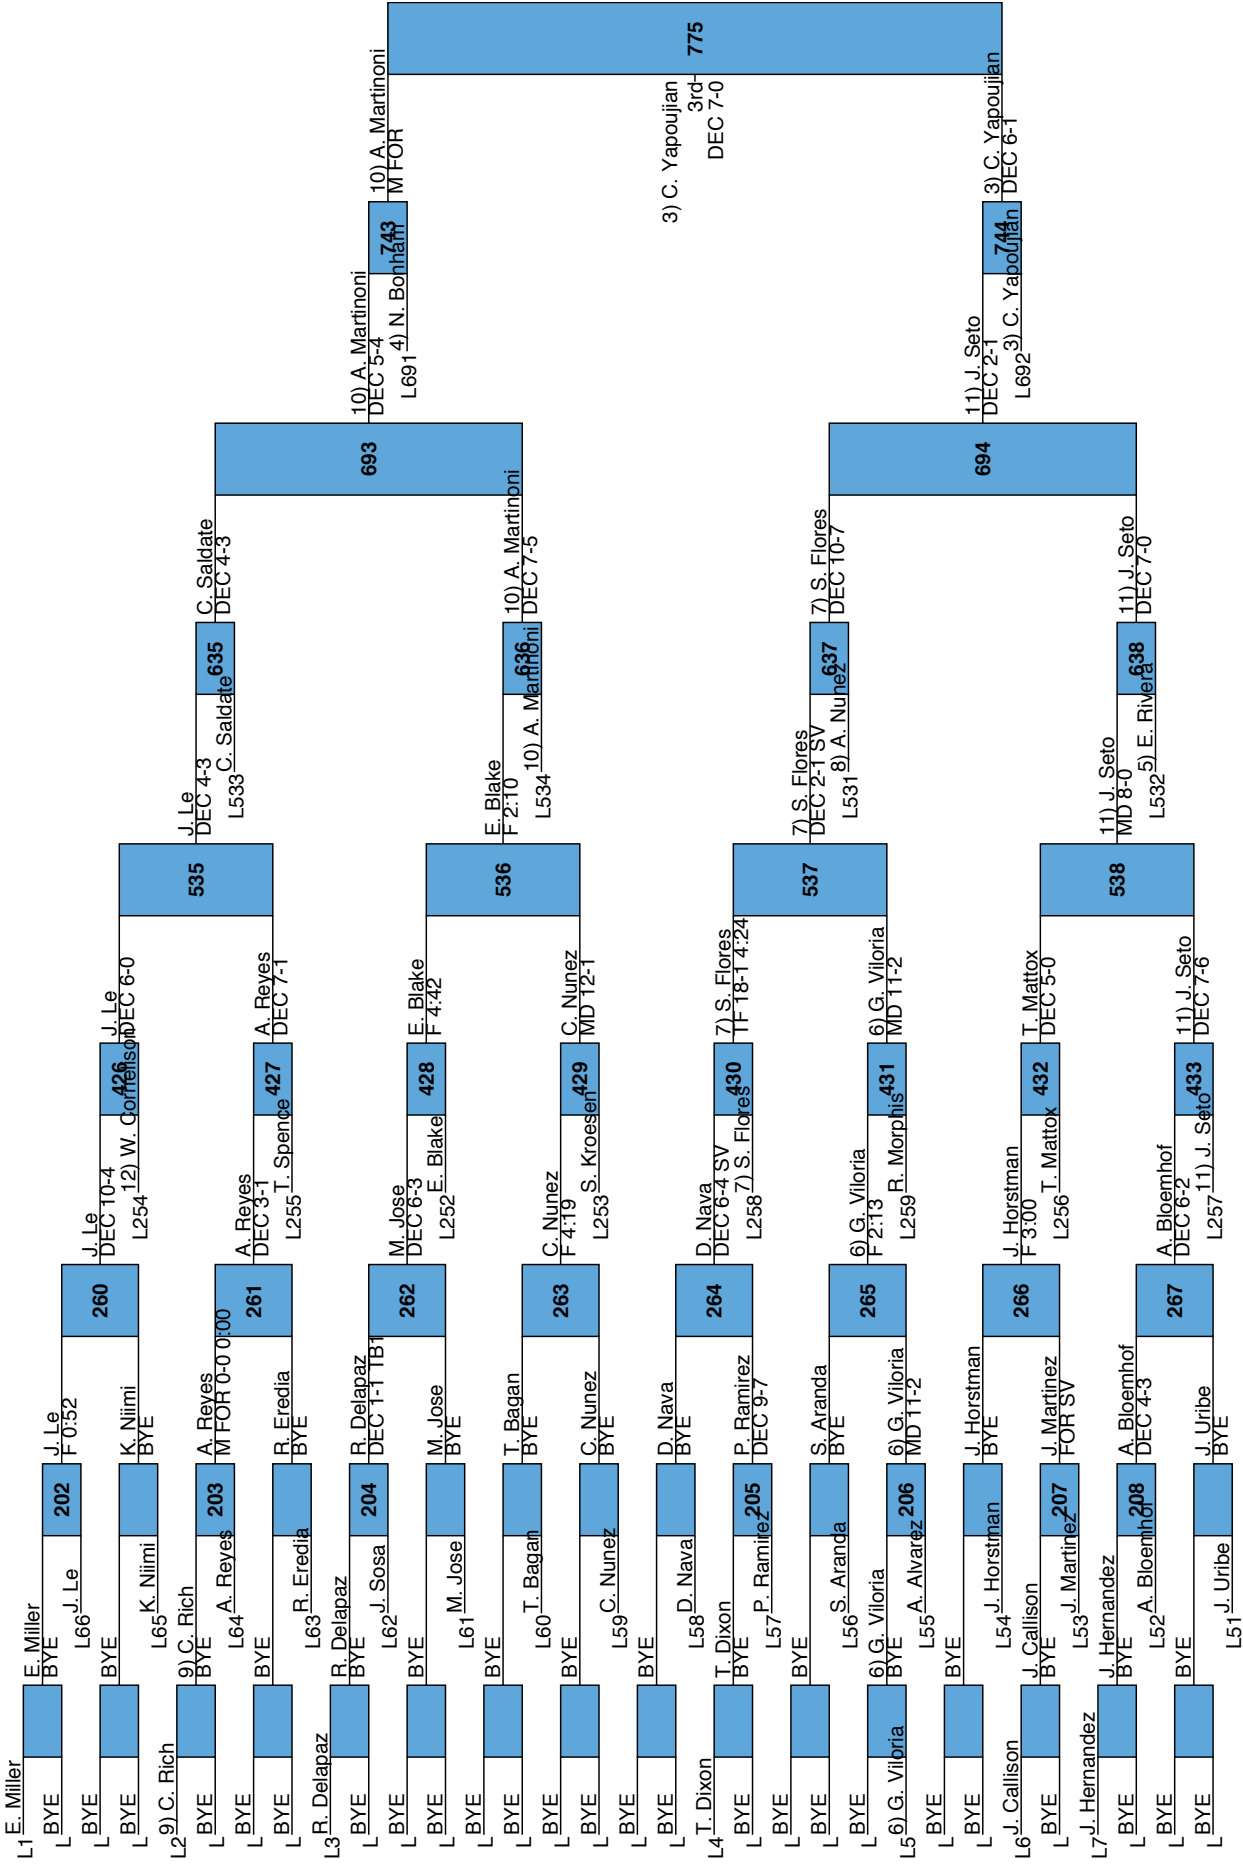 L1
E. Miller
BYE
L
E. Miller
BYE
BYE
L
BYE
L
BYE
L2
9) C. Rich
BYE
L
9) C. Rich
BYE
BYE
L
BYE
L
BYE
L3
R. Delapaz
BYE
L
R. Delapaz
BYE
BYE
L
BYE
L
BYE
BYE
L
BYE
L
BYE
BYE
L
BYE
L
BYE
BYE
L
BYE
L
BYE
L4
T. Dixon
BYE
L
T. Dixon
BYE
BYE
L
BYE
L
BYE
L5
6) G. Viloria
BYE
L
6) G. Viloria
BYE
BYE
L
BYE
L
BYE
L6
J. Callison
BYE
L
J. Callison
BYE
L7
J. Hernandez
BYE
L
J. Hernandez
BYE
BYE
L
BYE
L
BYE
J. Le
L66
202
J. Le
F 0:52
K. Niimi
L65
K. Niimi
BYE
A. Reyes
L64
203
A. Reyes
M FOR 0-0 0:00
R. Eredia
L63
R. Eredia
BYE
J. Sosa
L62
204
R. Delapaz
DEC 1-1 TB1
M. Jose
L61
M. Jose
BYE
T. Bagan
L60
T. Bagan
BYE
C. Nunez
L59
C. Nunez
BYE
D. Nava
L58
D. Nava
BYE
P. Ramirez
L57
205
P. Ramirez
DEC 9-7
S. Aranda
L56
S. Aranda
BYE
A. Alvarez
L55
206
6) G. Viloria
MD 11-2
J. Horstman
L54
J. Horstman
BYE
J. Martinez
L53
207
J. Martinez
FOR SV
A. Bloemhof
L52
208
A. Bloemhof
DEC 4-3
J. Uribe
L51
J. Uribe
BYE
260
J. Le
DEC 10-4
12) W. Cornelison
L254
261
A. Reyes
DEC 3-1
T. Spence
L255
262
M. Jose
DEC 6-3
E. Blake
L252
263
C. Nunez
F 4:19
S. Kroesen
L253
264
D. Nava
DEC 6-4 SV
7) S. Flores
L258
265
6) G. Viloria
F 2:13
R. Morphis
L259
266
J. Horstman
F 3:00
T. Mattox
L256
267
A. Bloemhof
DEC 6-2
11) J. Seto
L257
426
J. Le
DEC 6-0
427
A. Reyes
DEC 7-1
428
E. Blake
F 4:42
429
C. Nunez
MD 12-1
430
7) S. Flores
TF 18-1 4:24
431
6) G. Viloria
MD 11-2
432
T. Mattox
DEC 5-0
433
11) J. Seto
DEC 7-6
535
J. Le
DEC 4-3
C. Saldate
L533
536
E. Blake
F 2:10
10) A. Martinoni
L534
537
7) S. Flores
DEC 2-1 SV
8) A. Nunez
L531
538
11) J. Seto
MD 8-0
5) E. Rivera
L532
635
C. Saldate
DEC 4-3
636
10) A. Martinoni
DEC 7-5
637
7) S. Flores
DEC 10-7
638
11) J. Seto
DEC 7-0
693
10) A. Martinoni
DEC 5-4
4) N. Bonham
L691
694
11) J. Seto
DEC 2-1
3) C. Yapoujian
L692
743
10) A. Martinoni
M FOR
744
3) C. Yapoujian
DEC 6-1
775
3) C. Yapoujian
3rd
DEC 7-0